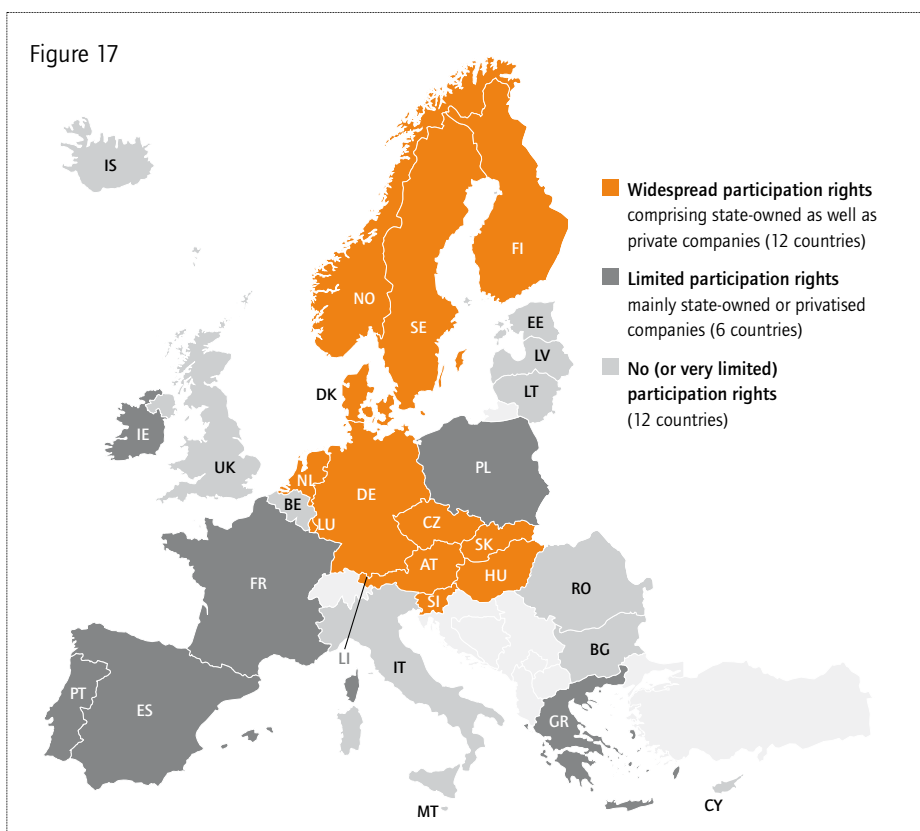 Figure 17
IS
Widespread participation rights
comprising state-owned as well as
private companies (12 countries)
FI
Limited participation rights
mainly state-owned or privatised
companies (6 countries)
NO
SE
EE
LV
No (or very limited)
participation rights
(12 countries)
LT
DK
IE
UK
PL
NL
DE
BE
LU
CZ
SK
AT
HU
FR
RO
SI
BG
LI
IT
PT
ES
GR
MT
CY